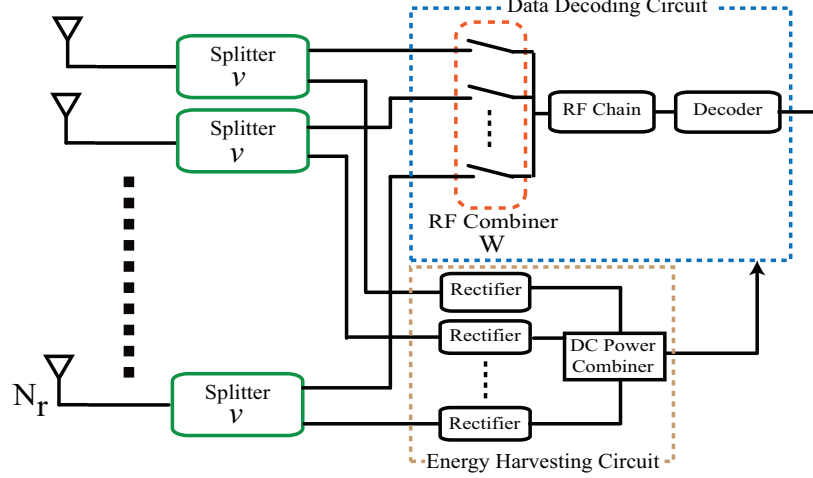 Data Decoding Circuit
Splitter
v
Splitter
v
RF Chain
Decoder
RF Combiner
W
Rectifier
Rectifier
DC Power
Combiner
Nr
Splitter
v
Rectifier
Energy Harvesting Circuit